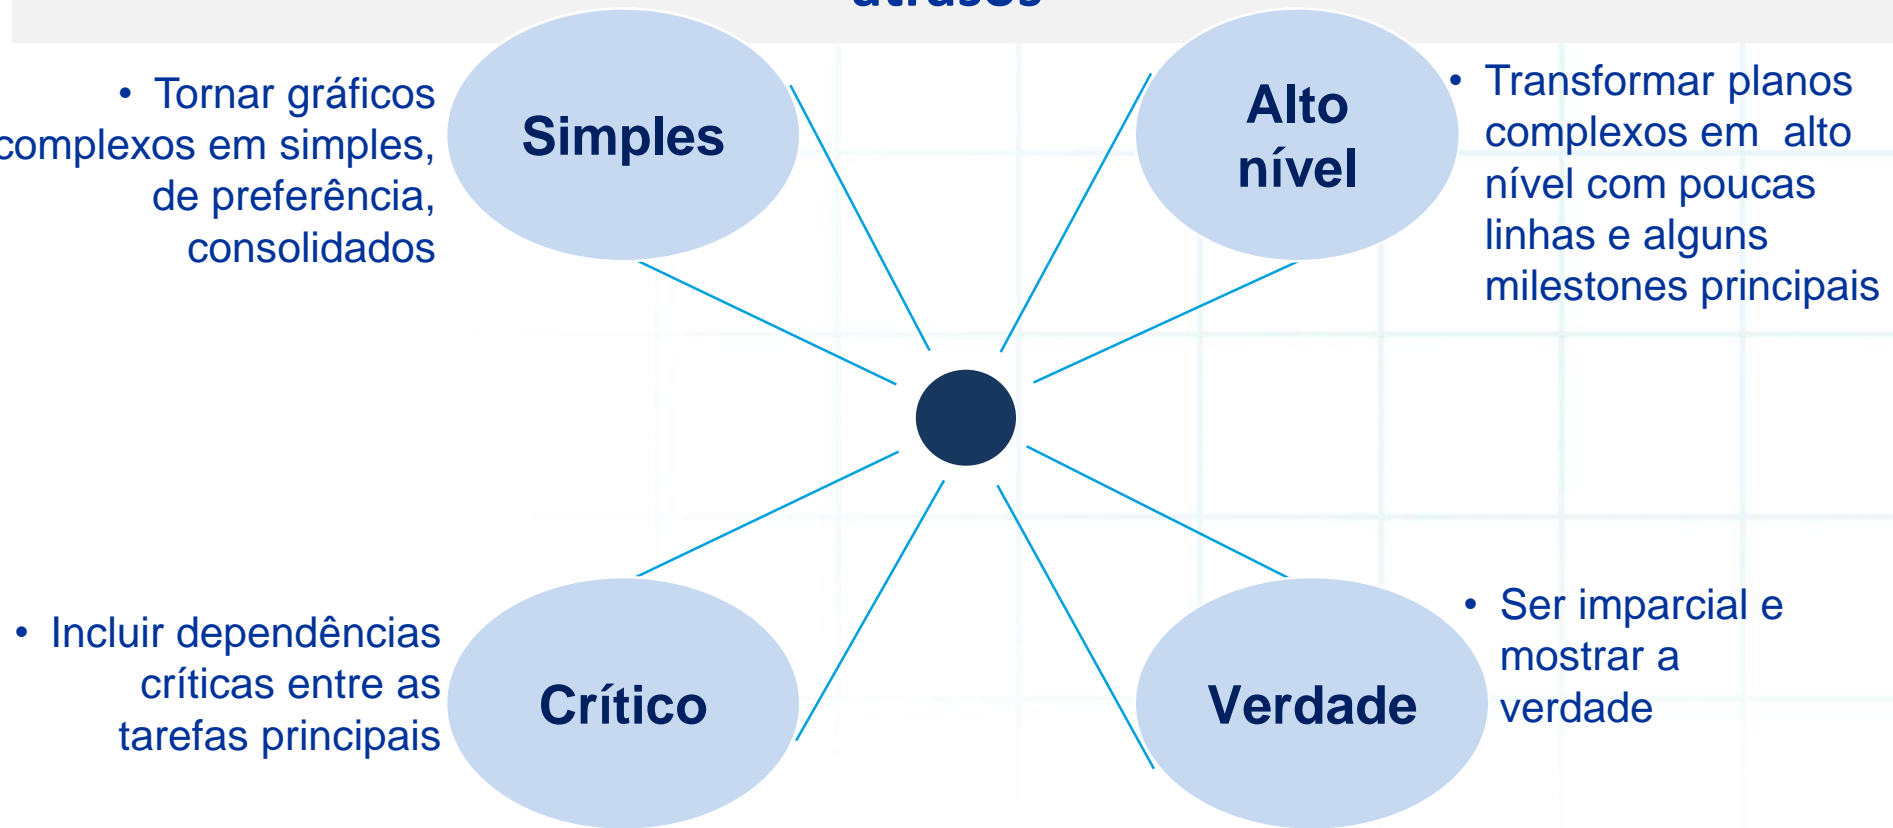 atrasos
• Tornar gráficos
complexos em simples,
de preferência,
consolidados
Simples
Alto
nível
• Transformar planos
complexos em alto
nível com poucas
linhas e alguns
milestones principais
• Incluir dependências
críticas entre as
tarefas principais
Crítico
Verdade
• Ser imparcial e
mostrar a
verdade